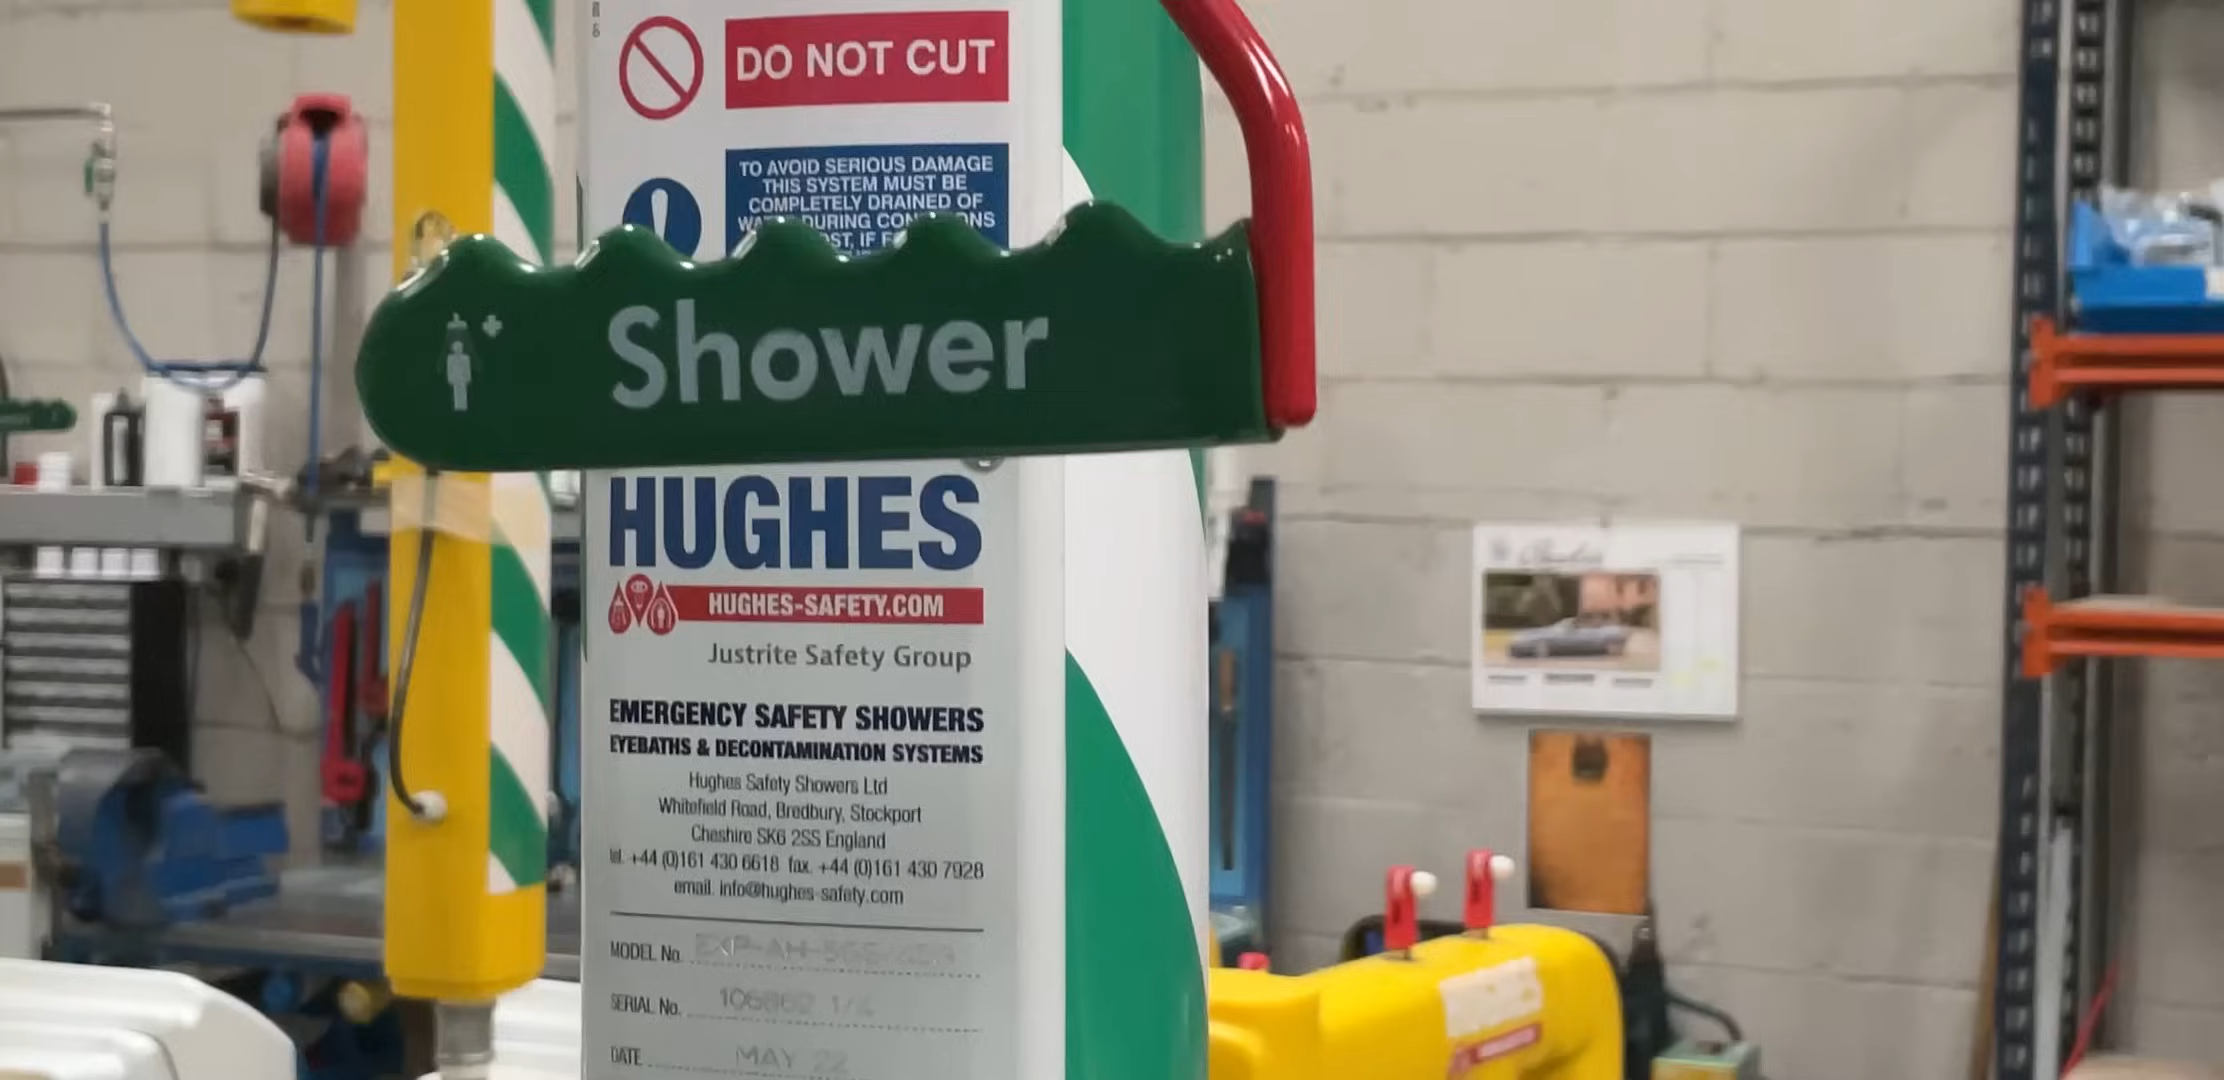 DO NOT CUT
TO AVOID SERIOUS DAMAGE
THIS SYSTEM MUST BE
COMPLETELY DRAINED OF
DURING
IF
Shower
HUGHES
HUGHES-SAFETY.COM
Justrite Safety Group
EMERGENCY SAFETY SHOWERS
EYEBATHS & DECONTAMINATION SYSTEMS
Hughes Safety Showers Ltd
Whitefield Road, Bredbury, Stockport
Cheshire SK6 2SS England
tel. +44 (0)161 430 6618 fax. +44 (0)161 430 7928
email. info@hughes-safety.com
MODEL No.
SERIAL No.
DATE MAY 22